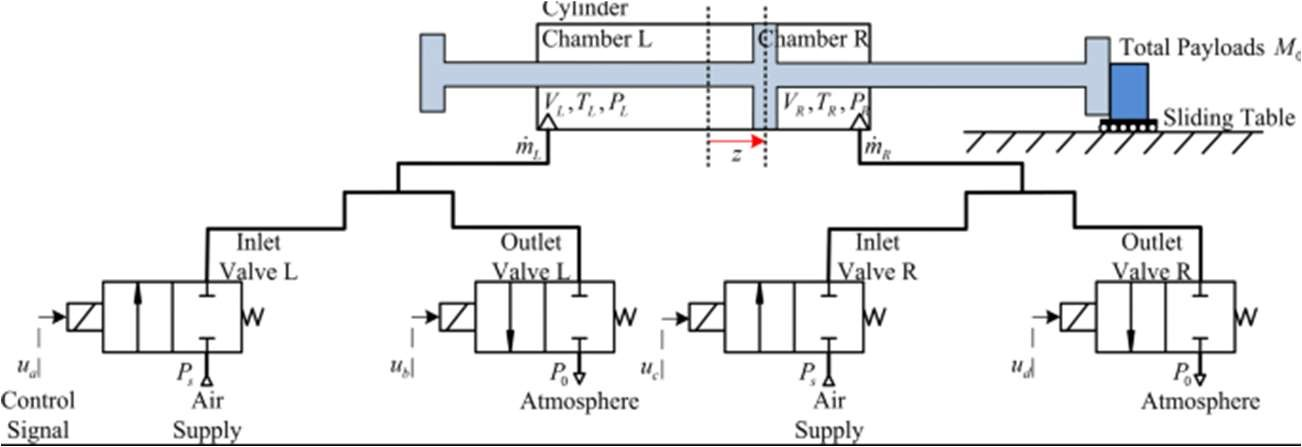 Cylinder
Chamber L
Chamber R
Total Payloads M
V_L, T_L, P_L
V_R, T_R, P_R
Sliding Table
ṁ_L
z
ṁ_R
Inlet
Valve L
Outlet
Valve L
Inlet
Valve R
Outlet
Valve R
u_a
P_s
u_b
P_0
u_c
P_s
u_d
P_0
Control
Signal
Air
Supply
Atmosphere
Air
Supply
Atmosphere